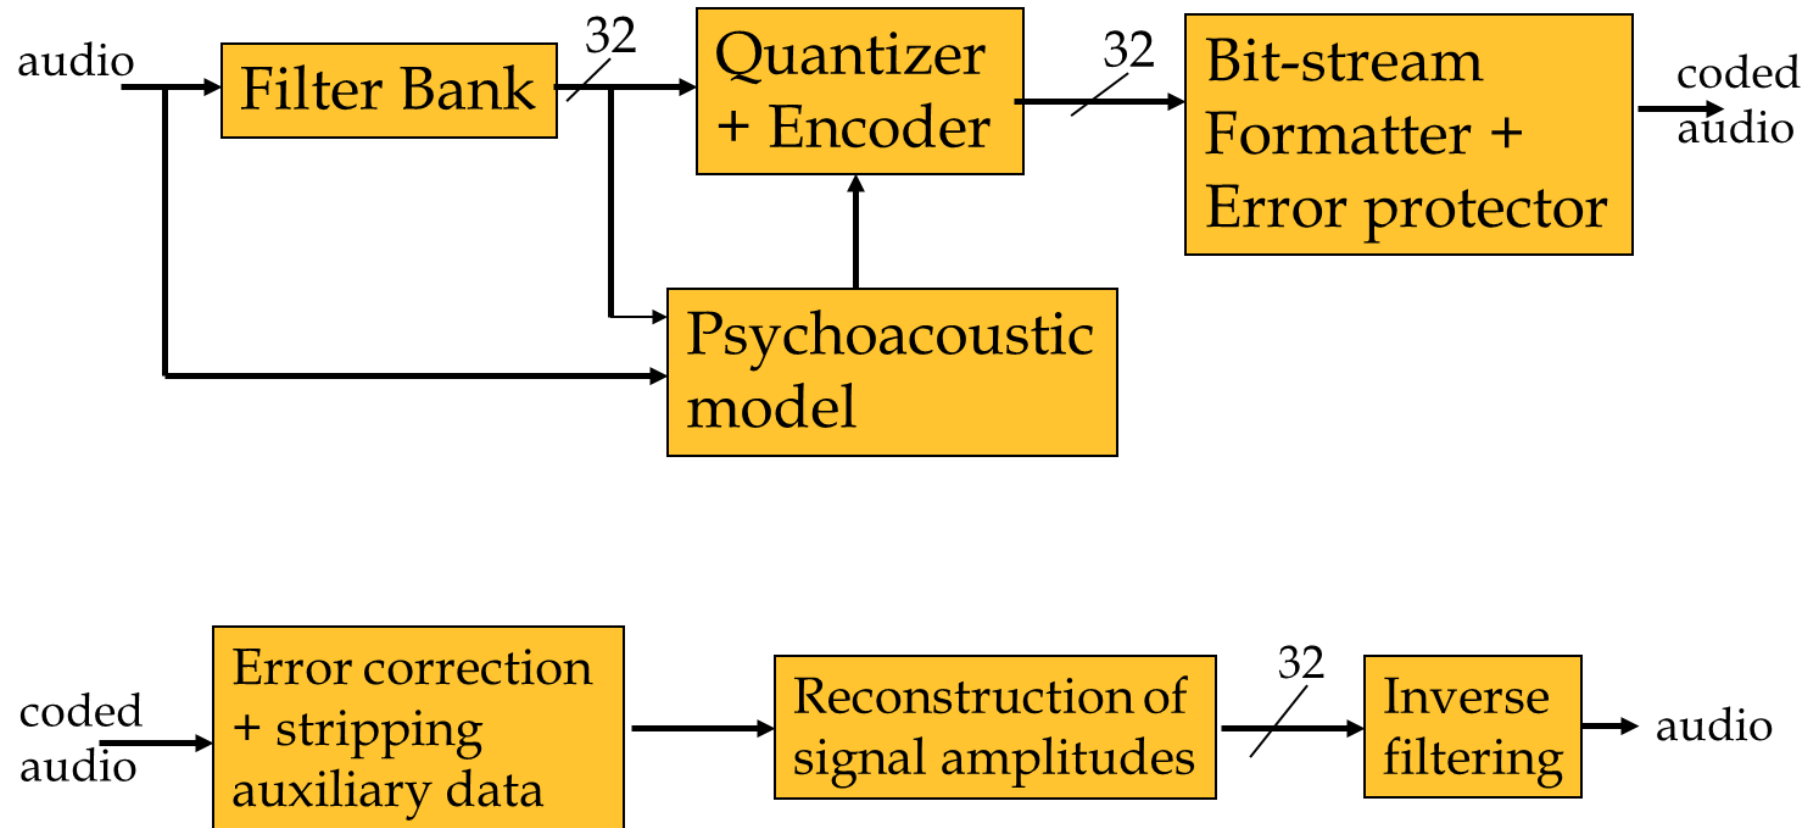 audio
Filter Bank
32
Quantizer
+ Encoder
32
Bit-stream
Formatter +
Error protector
coded
audio
Psychoacoustic
model
coded
audio
Error correction
+ stripping
auxiliary data
Reconstruction of
signal amplitudes
32
Inverse
filtering
audio